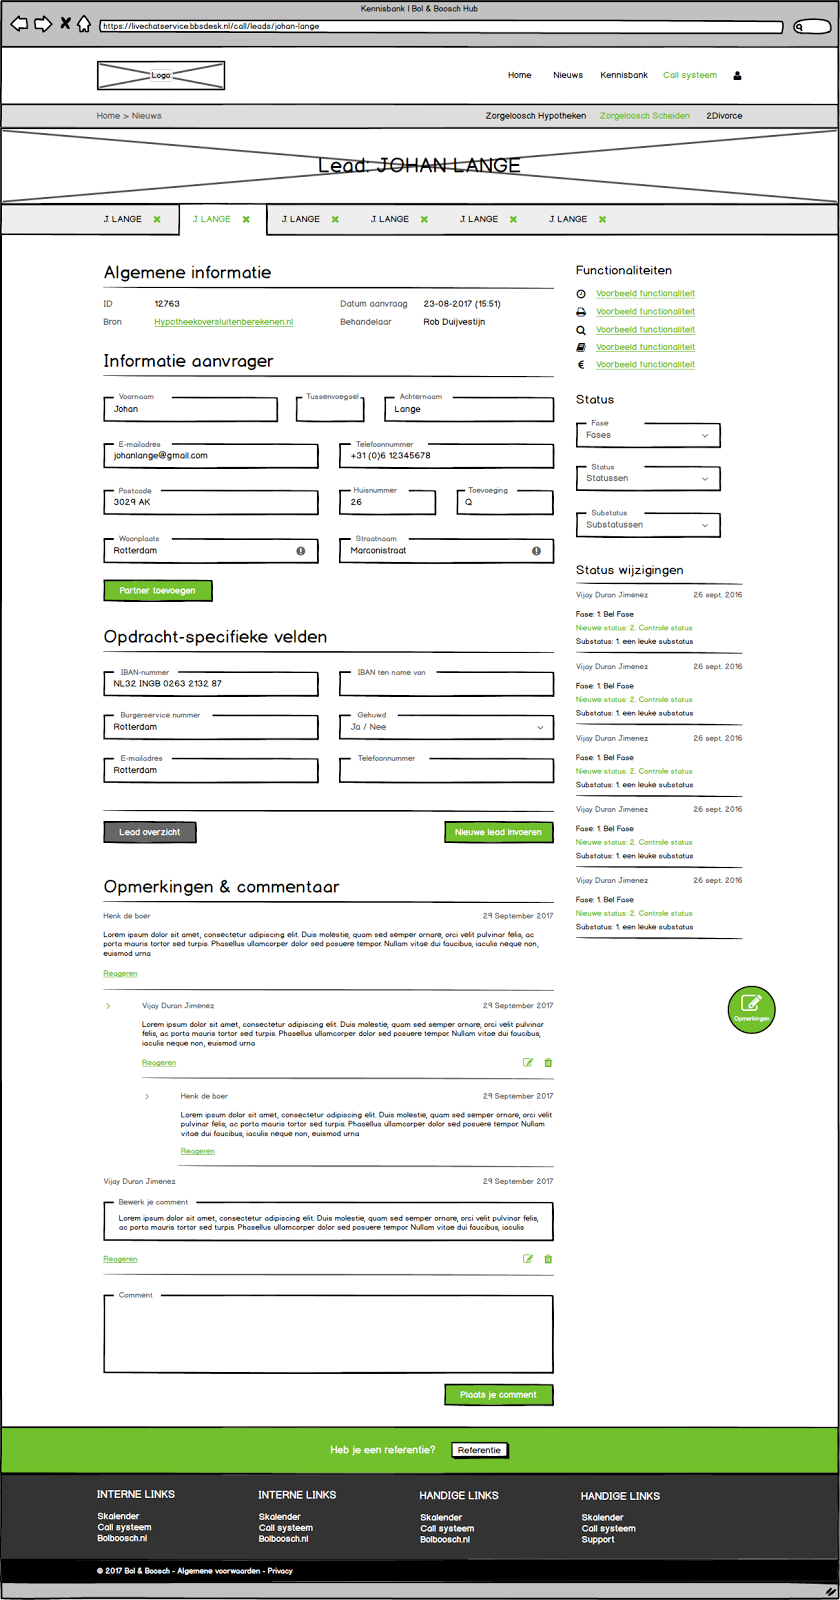 Kennisbank | Bol & Boosch Hub
https://livechatservice.bbsdesk.nl/call/leads/johan-lange
Logo
Home Nieuws Kennisbank Call systeem
Home > Nieuws
Zorgeloosch Hypotheken Zorgeloosch Scheiden 2Divorce
Lead: JOHAN LANGE
J. LANGE J. LANGE J. LANGE J. LANGE J. LANGE J. LANGE
Algemene informatie
ID 12763 Datum aanvraag 23-08-2017 (15:51)
Bron Hypotheekoversluitenberekenen.nl Behandelaar Rob Duijvestijn
Informatie aanvrager
Voornaam Tussenvoegsel Achternaam
Johan Lange
E-mailadres Telefoonnummer
johanlange@gmail.com +31 (0)6 12345678
Postcode Huisnummer Toevoeging
3029 AK 26 Q
Woonplaats Straatnaam
Rotterdam Marconistraat
Partner toevoegen
Opdracht-specifieke velden
IBAN-nummer IBAN ten name van
NL32 INGB 0263 2132 87
Burgerservice nummer Gehuwd
Rotterdam Ja / Nee
E-mailadres Telefoonnummer
Rotterdam
Lead overzicht Nieuwe lead invoeren
Opmerkingen & commentaar
Henk de boer 29 September 2017
Lorem ipsum dolor sit amet, consectetur adipiscing elit. Duis molestie, quam sed semper ornare, orci velit pulvinar felis, ac
porta mauris tortor sed turpis. Phasellus ullamcorper dolor sed posuere tempor. Nullam vitae dui faucibus, iaculis neque non,
euismod urna
Reageren
Vijay Duran Jimenez 29 September 2017
Lorem ipsum dolor sit amet, consectetur adipiscing elit. Duis molestie, quam sed semper ornare, orci velit pulvinar
felis, ac porta mauris tortor sed turpis. Phasellus ullamcorper dolor sed posuere tempor. Nullam vitae dui faucibus,
iaculis neque non, euismod urna
Reageren
Henk de boer 29 September 2017
Lorem ipsum dolor sit amet, consectetur adipiscing elit. Duis molestie, quam sed semper ornare, orci velit
pulvinar felis, ac porta mauris tortor sed turpis. Phasellus ullamcorper dolor sed posuere tempor. Nullam
vitae dui faucibus, iaculis neque non, euismod urna
Reageren
Vijay Duran Jimenez 29 September 2017
Bewerk je comment
Lorem ipsum dolor sit amet, consectetur adipiscing elit. Duis molestie, quam sed semper ornare, orci velit pulvinar felis,
ac porta mauris tortor sed turpis. Phasellus ullamcorper dolor sed posuere tempor. Nullam vitae dui faucibus, iaculis
Reageren
Comment
Plaats je comment
Functionaliteiten
Voorbeeld functionaliteit
Voorbeeld functionaliteit
Voorbeeld functionaliteit
Voorbeeld functionaliteit
€ Voorbeeld functionaliteit
Status
Fase
Fases
Status
Statussen
Substatus
Substatussen
Status wijzigingen
Vijay Duran Jimenez 26 sept. 2016
Fase: 1. Bel Fase
Nieuwe status: 2. Controle status
Substatus: 1. een leuke substatus
Vijay Duran Jimenez 26 sept. 2016
Fase: 1. Bel Fase
Nieuwe status: 2. Controle status
Substatus: 1. een leuke substatus
Vijay Duran Jimenez 26 sept. 2016
Fase: 1. Bel Fase
Nieuwe status: 2. Controle status
Substatus: 1. een leuke substatus
Vijay Duran Jimenez 26 sept. 2016
Fase: 1. Bel Fase
Nieuwe status: 2. Controle status
Substatus: 1. een leuke substatus
Vijay Duran Jimenez 26 sept. 2016
Fase: 1. Bel Fase
Nieuwe status: 2. Controle status
Substatus: 1. een leuke substatus
Opmerkingen
Heb je een referentie? Referentie
INTERNE LINKS INTERNE LINKS HANDIGE LINKS HANDIGE LINKS
Skalender Skalender Skalender Skalender
Call systeem Call systeem Call systeem Call systeem
Bolboosch.nl Bolboosch.nl Bolboosch.nl Support
© 2017 Bol & Boosch - Algemene voorwaarden - Privacy